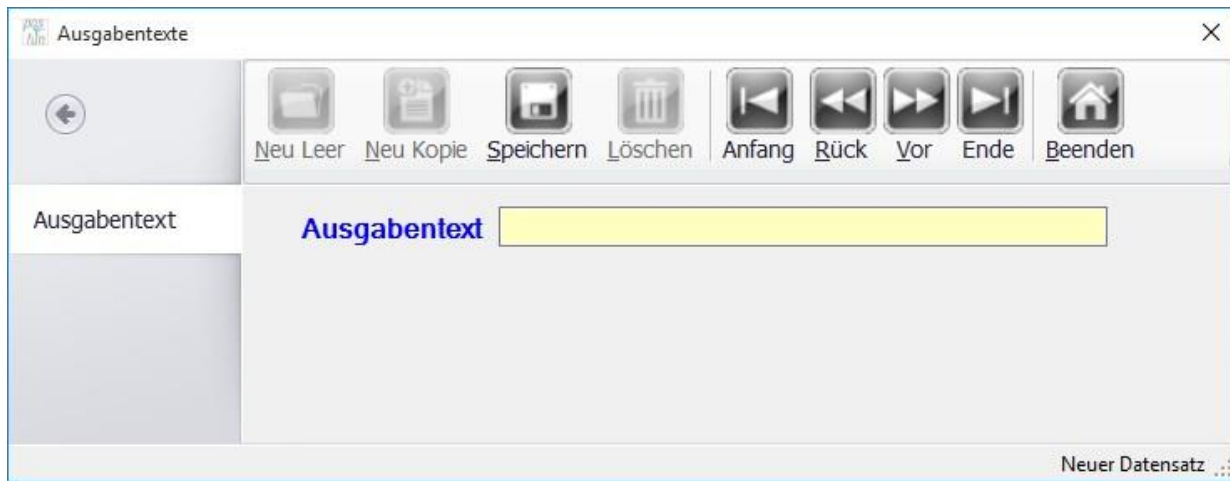 Ausgabentexte
Neu Leer Neu Kopie Speichern Löschen Anfang Rück Vor Ende Beenden
Ausgabentext
Ausgabentext
Neuer Datensatz